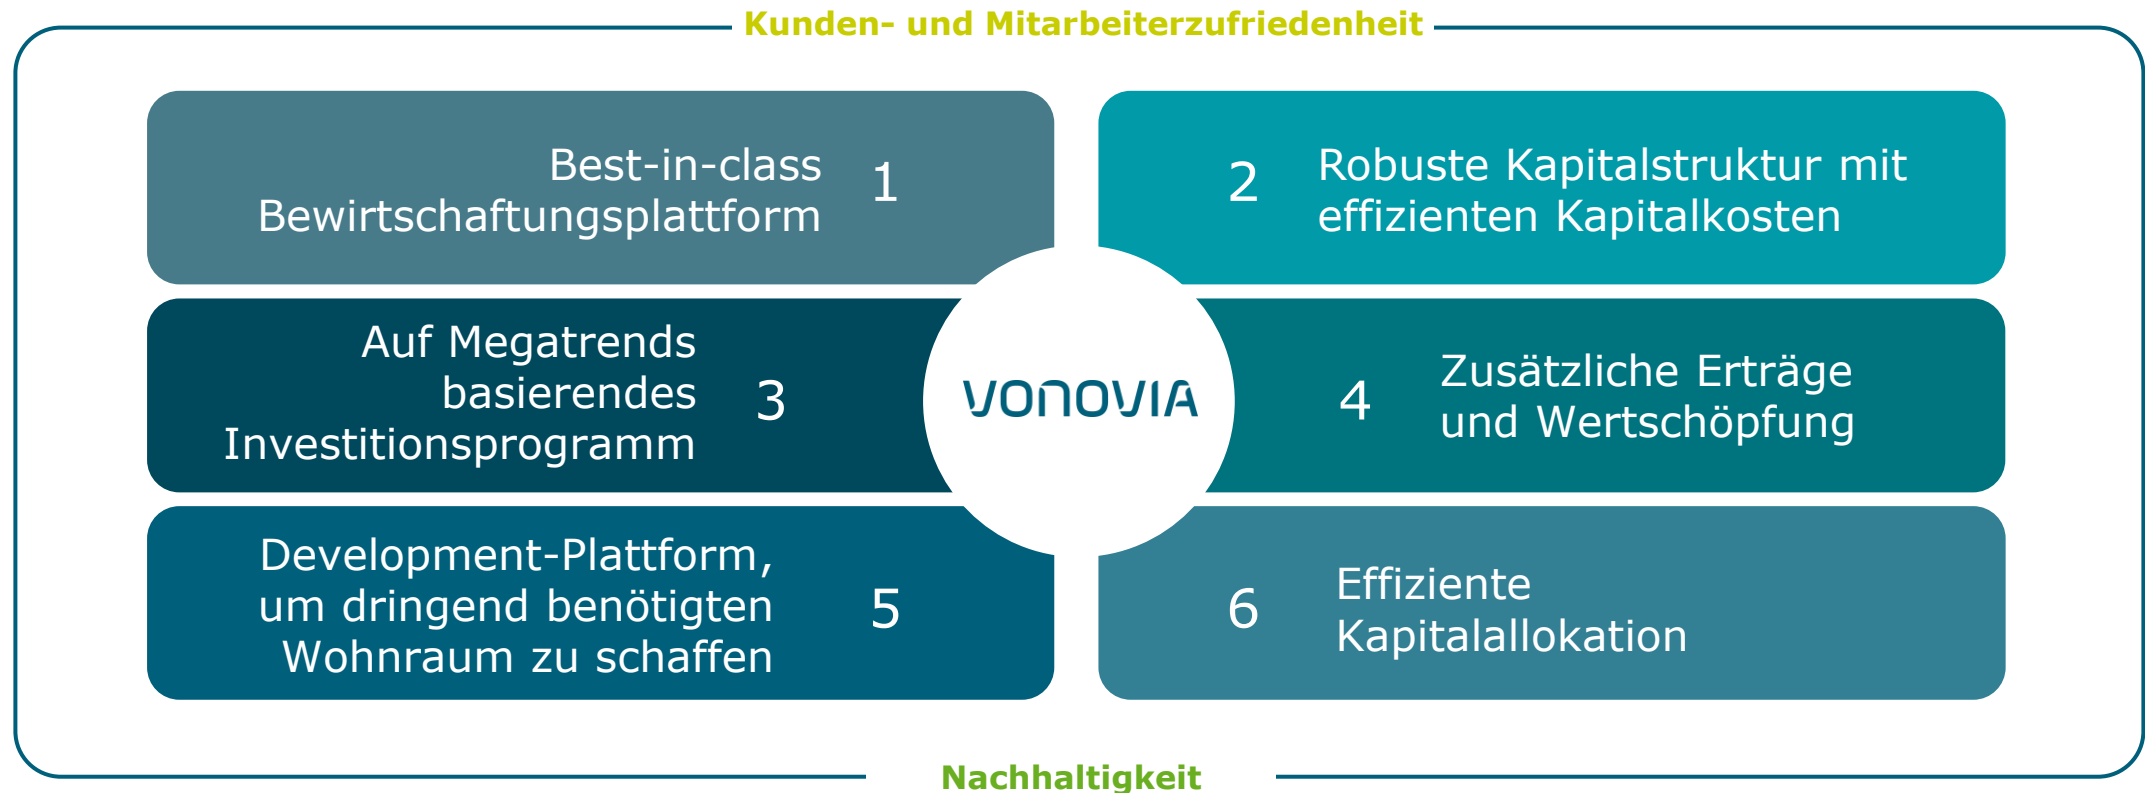 Kunden- und Mitarbeiterzufriedenheit
Best-in-class
Bewirtschaftungsplattform
1
2
Robuste Kapitalstruktur mit
effizienten Kapitalkosten
Auf Megatrends
basierendes
Investitionsprogramm
3
VONOVIA
4
Zusätzliche Erträge
und Wertschöpfung
Development-Plattform,
um dringend benötigten
Wohnraum zu schaffen
5
6
Effiziente
Kapitalallokation
Nachhaltigkeit